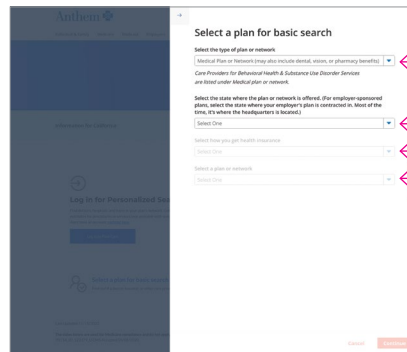 Anthem
Select a plan for basic search
Select the type of plan or network
Medical Plan or Network (may also include dental, vision, or pharmacy benefits)
Care Providers for Behavioral Health & Substance Use Disorder Services
are listed under Medical plan or network.
Select the state where the plan or network is offered. (For employer-sponsored
plans, select the state where your employer's plan is contracted in. Most of the
time, it's where the headquarters is located.)
Select One
Select how you get health insurance
Select One
Select a plan or network
Select One
Log in for Personalized Sea
Cancel
Continue